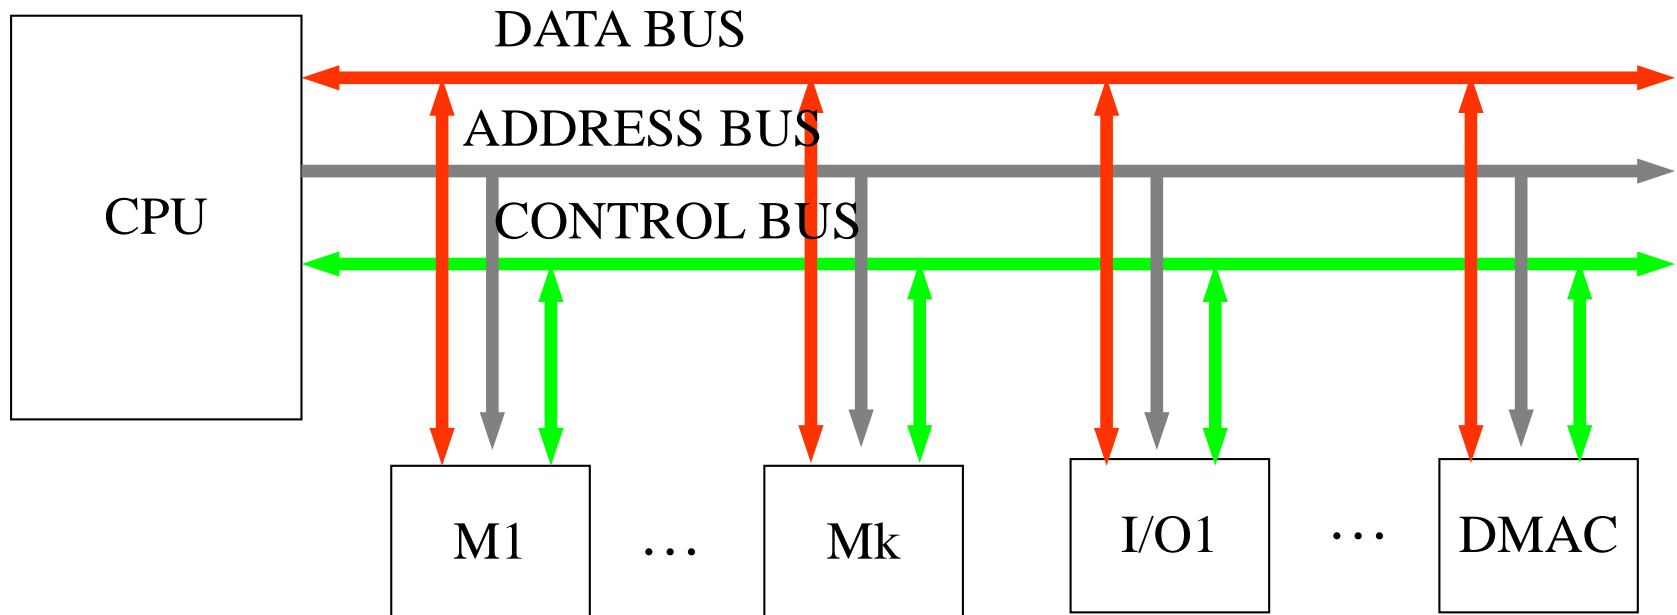 DATA BUS
ADDRESS BUS
CPU
CONTROL BUS
M1 ... Mk I/O1 ... DMAC